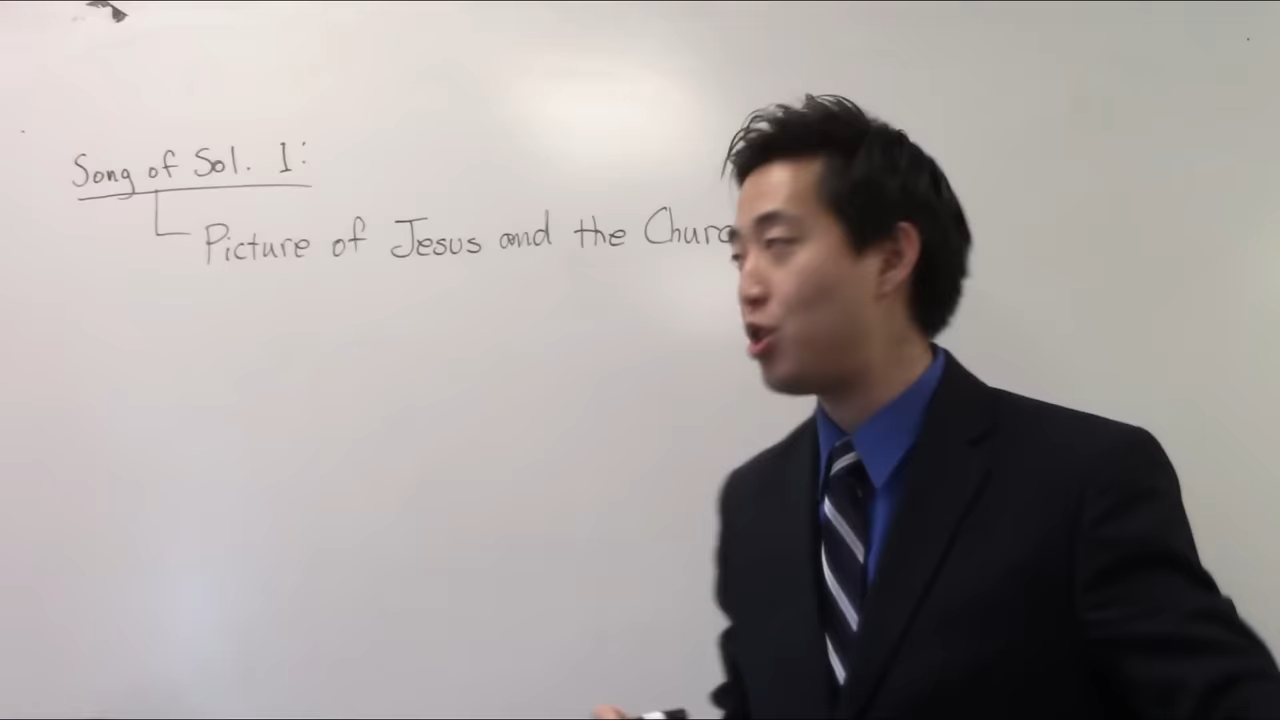 Song of Sol. 1:
Picture of Jesus and the